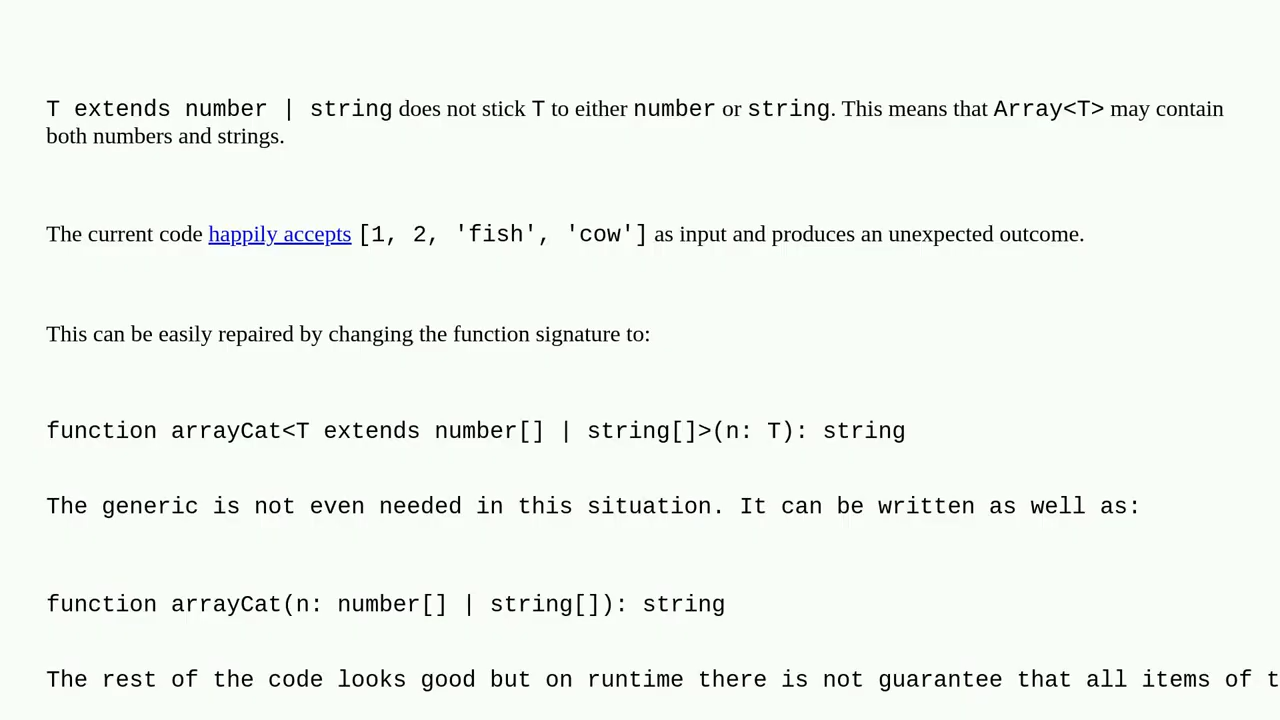 T extends number | string does not stick T to either number or string. This means that Array<T> may contain
both numbers and strings.
The current code happily accepts [1, 2, 'fish', 'cow'] as input and produces an unexpected outcome.
This can be easily repaired by changing the function signature to:
function arrayCat<T extends number[] | string[]>(n: T): string
The generic is not even needed in this situation. It can be written as well as:
function arrayCat(n: number[] | string[]): string
The rest of the code looks good but on runtime there is not guarantee that all items of